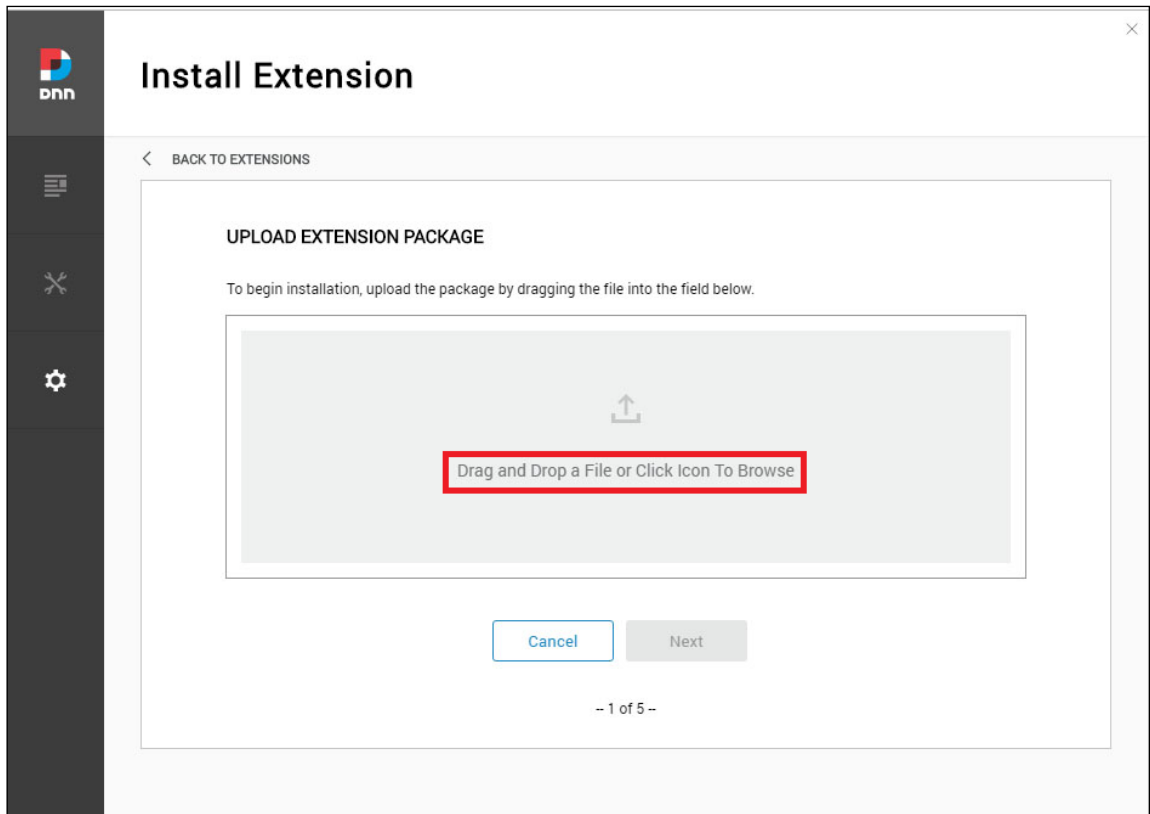 Install Extension
dnn
BACK TO EXTENSIONS
UPLOAD EXTENSION PACKAGE
To begin installation, upload the package by dragging the file into the field below.
Drag and Drop a File or Click Icon To Browse
Cancel Next
-- 1 of 5 --